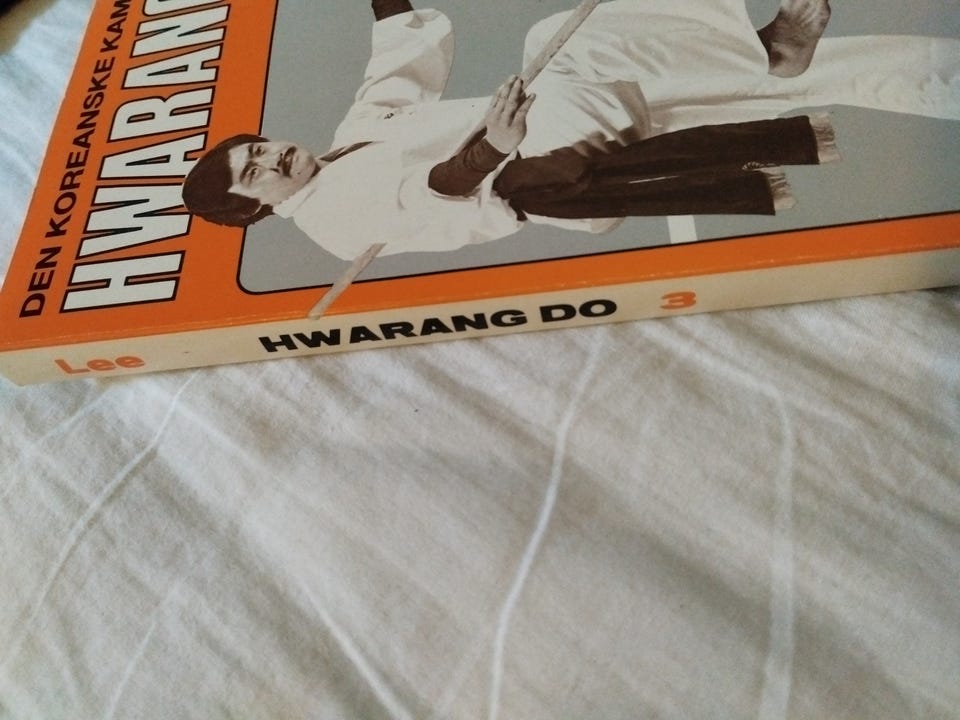 DEN KOREANSKE KAM
HWARANG
Lee HWARANG DO 3